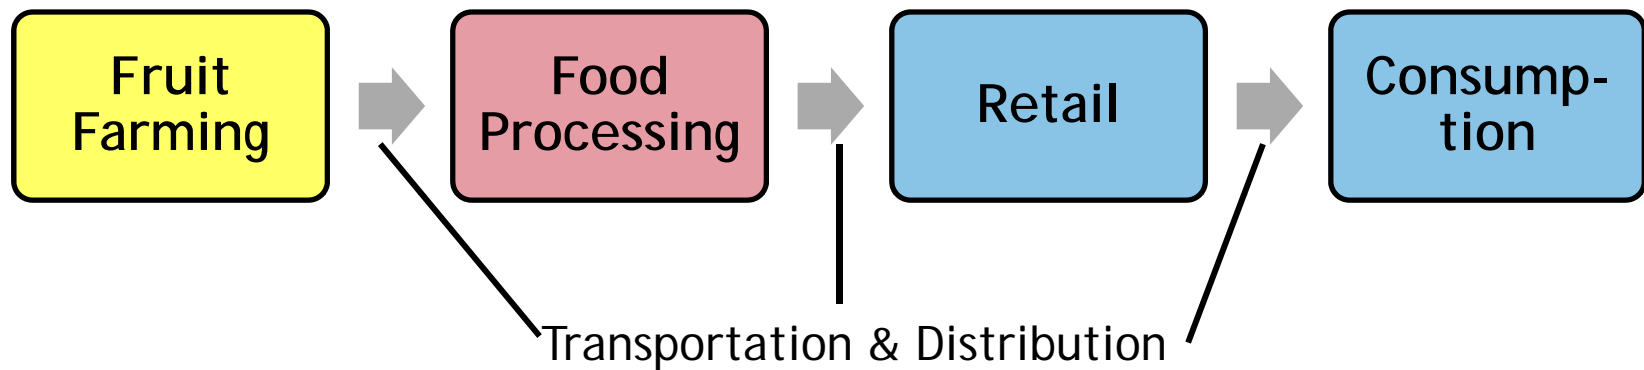 Fruit
Farming
Food
Processing
Retail
Consump-
tion
Transportation & Distribution